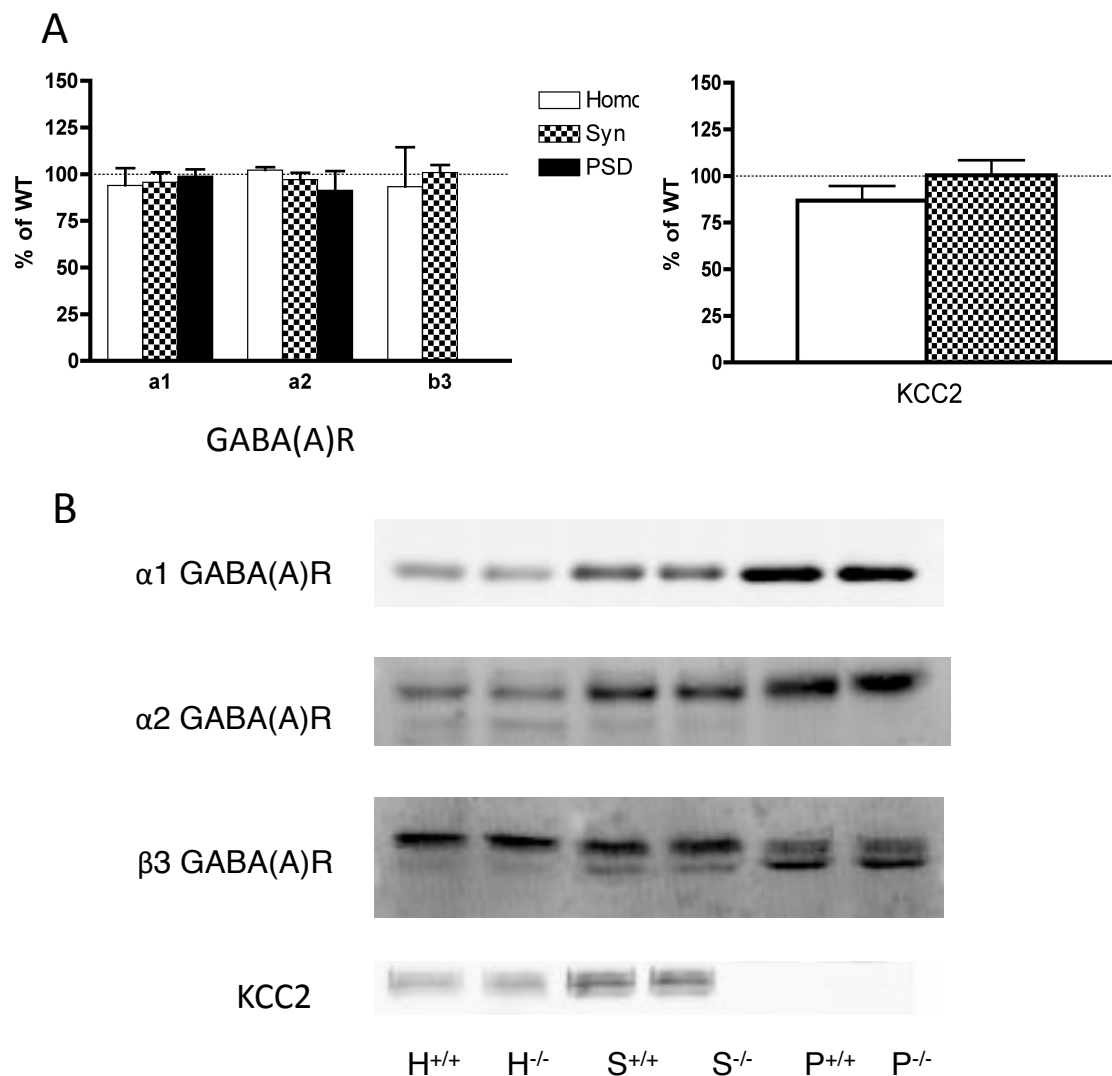 A
150
125
100
75
50
25
0
% of WT
a1 a2 b3
GABA(A)R
Homo
Syn
PSD
150
125
100
75
50
25
0
% of WT
KCC2
B
α1 GABA(A)R
α2 GABA(A)R
β3 GABA(A)R
KCC2
H+/+ H-/- S+/+ S-/- P+/+ P-/-